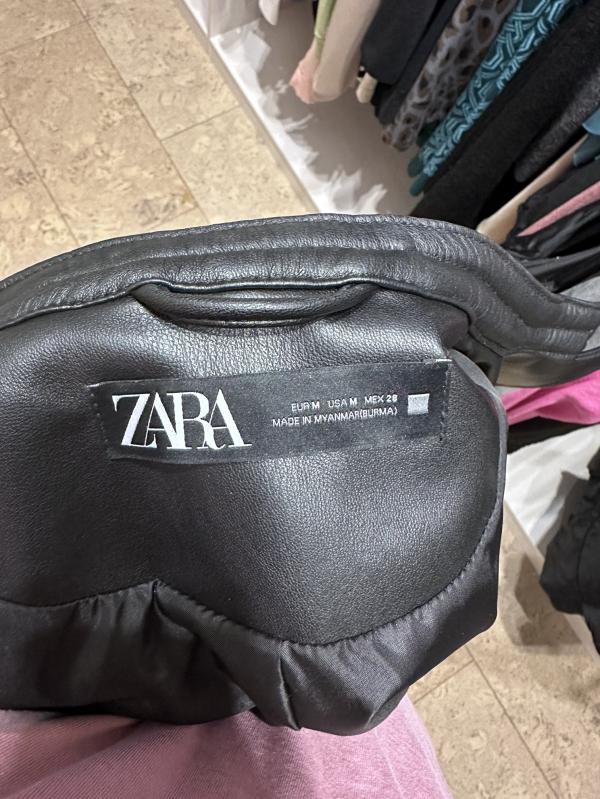 ZARA
EUR M USA M MEX 28
MADE IN MYANMAR(BURMA)